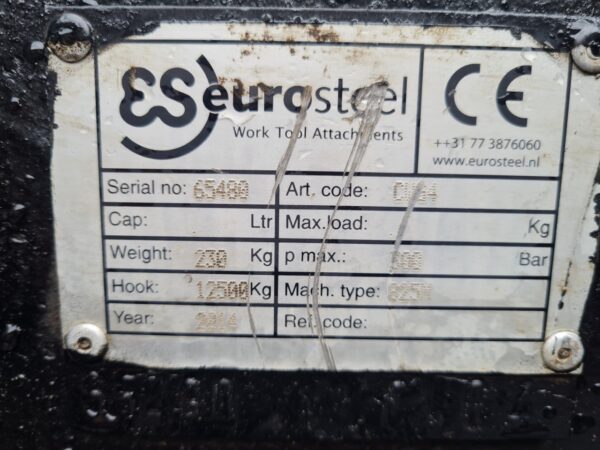 ES eurosteel
Work Tool Attachments
CE
++31 77 3876060
www.eurosteel.nl
Serial no: 65480 Art. code:
Cap: Ltr Max.load: Kg
Weight: 230 Kg p max.: Bar
Hook: 12500 Kg Mach. type:
Year: 2014 Ref. code: